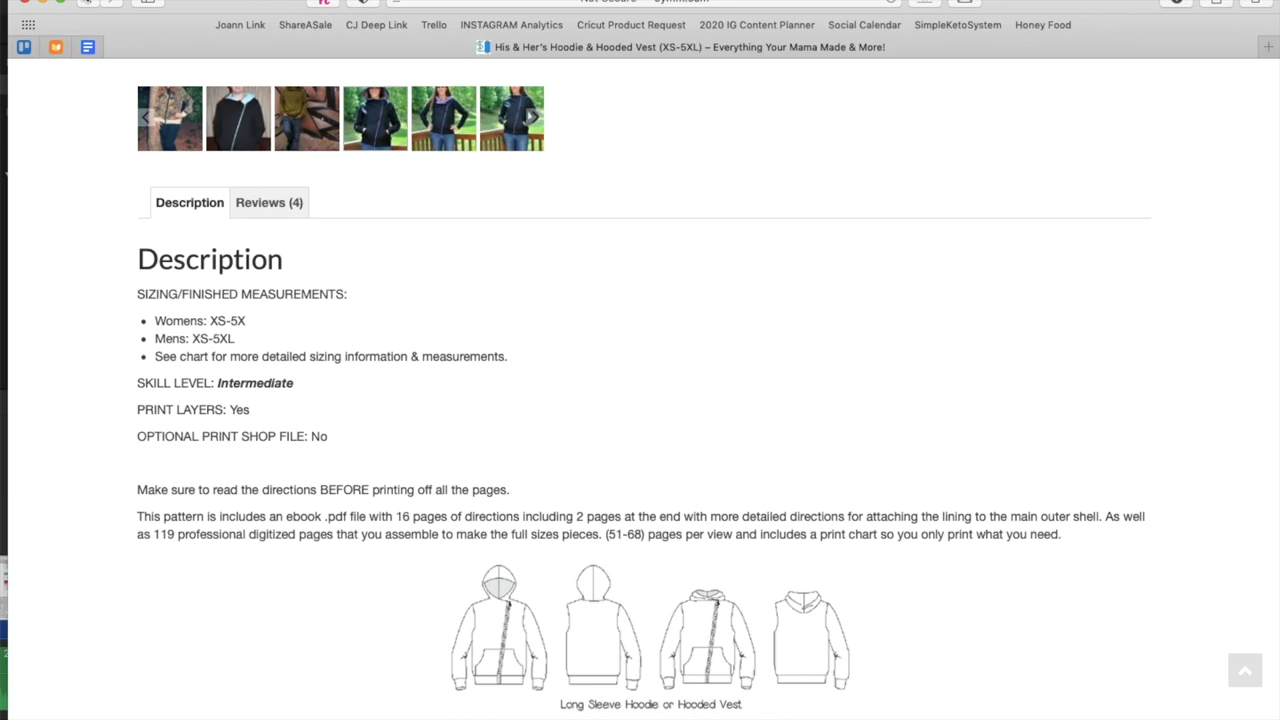 Joann Link ShareASale CJ Deep Link Trello INSTAGRAM Analytics Cricut Product Request 2020 IG Content Planner Social Calendar SimpleKetoSystem Honey Food
His & Her's Hoodie & Hooded Vest (XS-5XL) – Everything Your Mama Made & More!
Description Reviews (4)
Description
SIZING/FINISHED MEASUREMENTS:
• Womens: XS-5X
• Mens: XS-5XL
• See chart for more detailed sizing information & measurements.
SKILL LEVEL: Intermediate
PRINT LAYERS: Yes
OPTIONAL PRINT SHOP FILE: No
Make sure to read the directions BEFORE printing off all the pages.
This pattern is includes an ebook .pdf file with 16 pages of directions including 2 pages at the end with more detailed directions for attaching the lining to the main outer shell. As well
as 119 professional digitized pages that you assemble to make the full sizes pieces. (51-68) pages per view and includes a print chart so you only print what you need.
Long Sleeve Hoodie or Hooded Vest